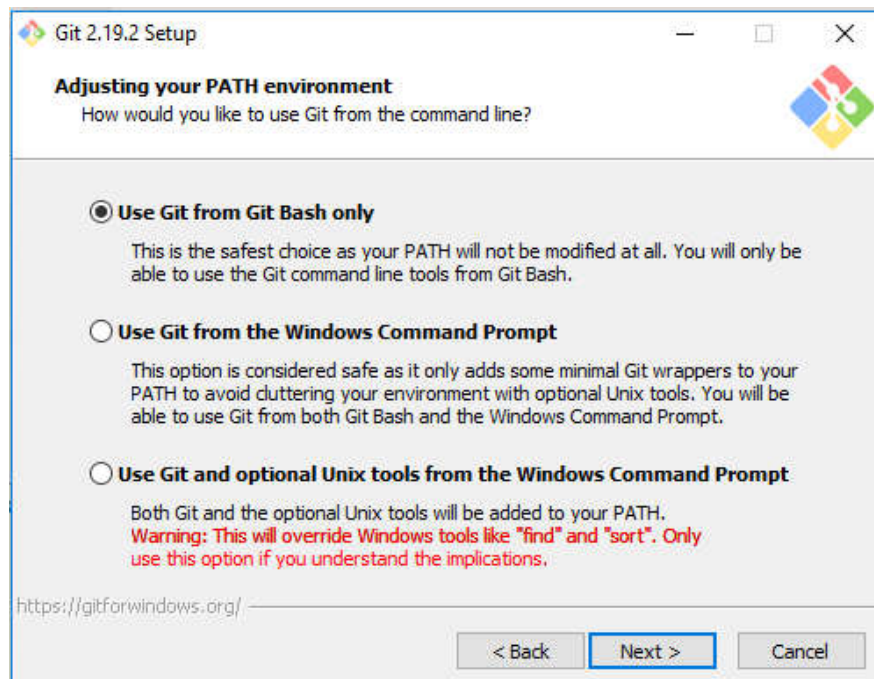 Git 2.19.2 Setup
Adjusting your PATH environment
How would you like to use Git from the command line?
Use Git from Git Bash only
This is the safest choice as your PATH will not be modified at all. You will only be
able to use the Git command line tools from Git Bash.
Use Git from the Windows Command Prompt
This option is considered safe as it only adds some minimal Git wrappers to your
PATH to avoid cluttering your environment with optional Unix tools. You will be
able to use Git from both Git Bash and the Windows Command Prompt.
Use Git and optional Unix tools from the Windows Command Prompt
Both Git and the optional Unix tools will be added to your PATH.
Warning: This will override Windows tools like "find" and "sort". Only
use this option if you understand the implications.
https://gitforwindows.org/
< Back Next > Cancel